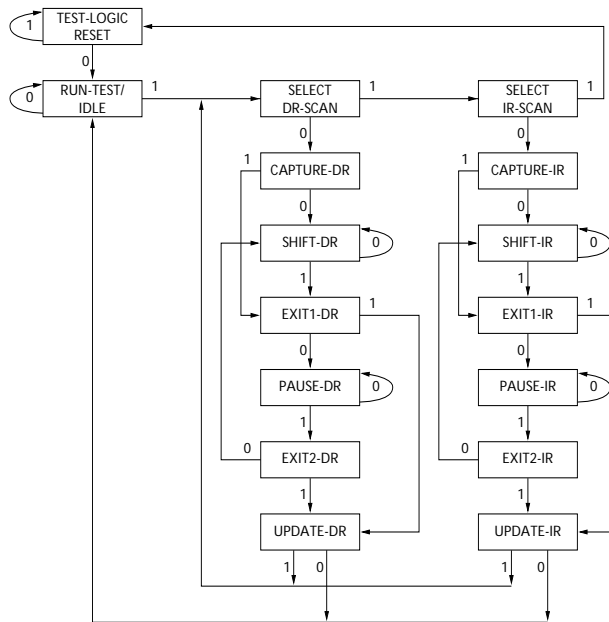 TEST-LOGIC
RESET
1
0
RUN-TEST/
IDLE
0
1
SELECT
DR-SCAN
1
SELECT
IR-SCAN
1
0
0
CAPTURE-DR
1
CAPTURE-IR
1
0
0
SHIFT-DR
0
SHIFT-IR
0
1
1
EXIT1-DR
1
EXIT1-IR
1
0
0
PAUSE-DR
0
PAUSE-IR
0
1
1
EXIT2-DR
0
EXIT2-IR
0
1
1
UPDATE-DR
UPDATE-IR
1
0
1
0